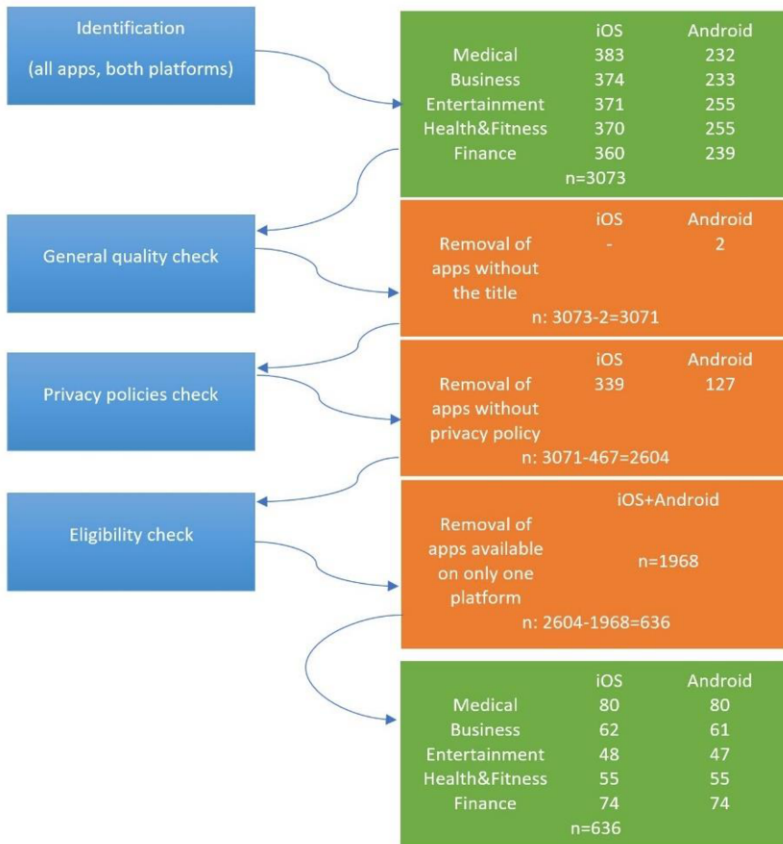 Identification
(all apps, both platforms)
iOS Android
Medical 383 232
Business 374 233
Entertainment 371 255
Health&Fitness 370 255
Finance 360 239
n=3073
General quality check
iOS Android
Removal of - 2
apps without
the title
n: 3073-2=3071
Privacy policies check
iOS Android
Removal of 339 127
apps without
privacy policy
n: 3071-467=2604
Eligibility check
iOS+Android
Removal of
apps available
n=1968
on only one
platform
n: 2604-1968=636
iOS Android
Medical 80 80
Business 62 61
Entertainment 48 47
Health&Fitness 55 55
Finance 74 74
n=636